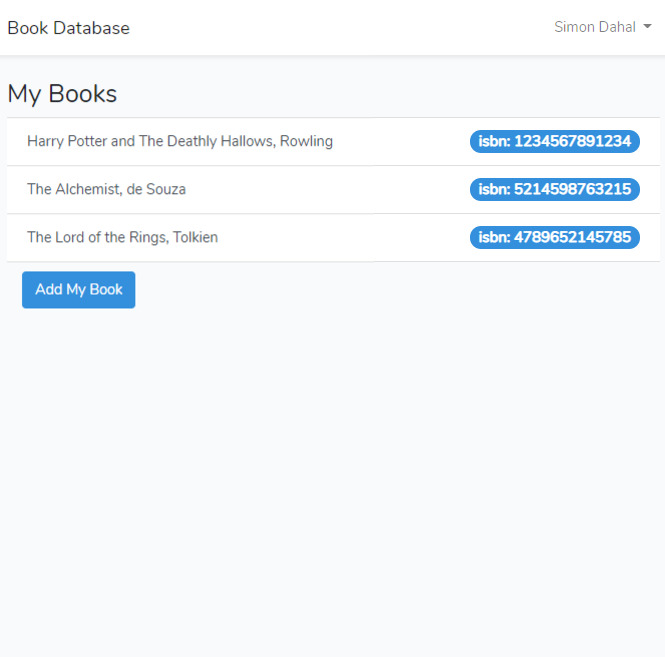 Book Database
Simon Dahal
My Books
Harry Potter and The Deathly Hallows, Rowling
isbn: 1234567891234
The Alchemist, de Souza
isbn: 5214598763215
The Lord of the Rings, Tolkien
isbn: 4789652145785
Add My Book